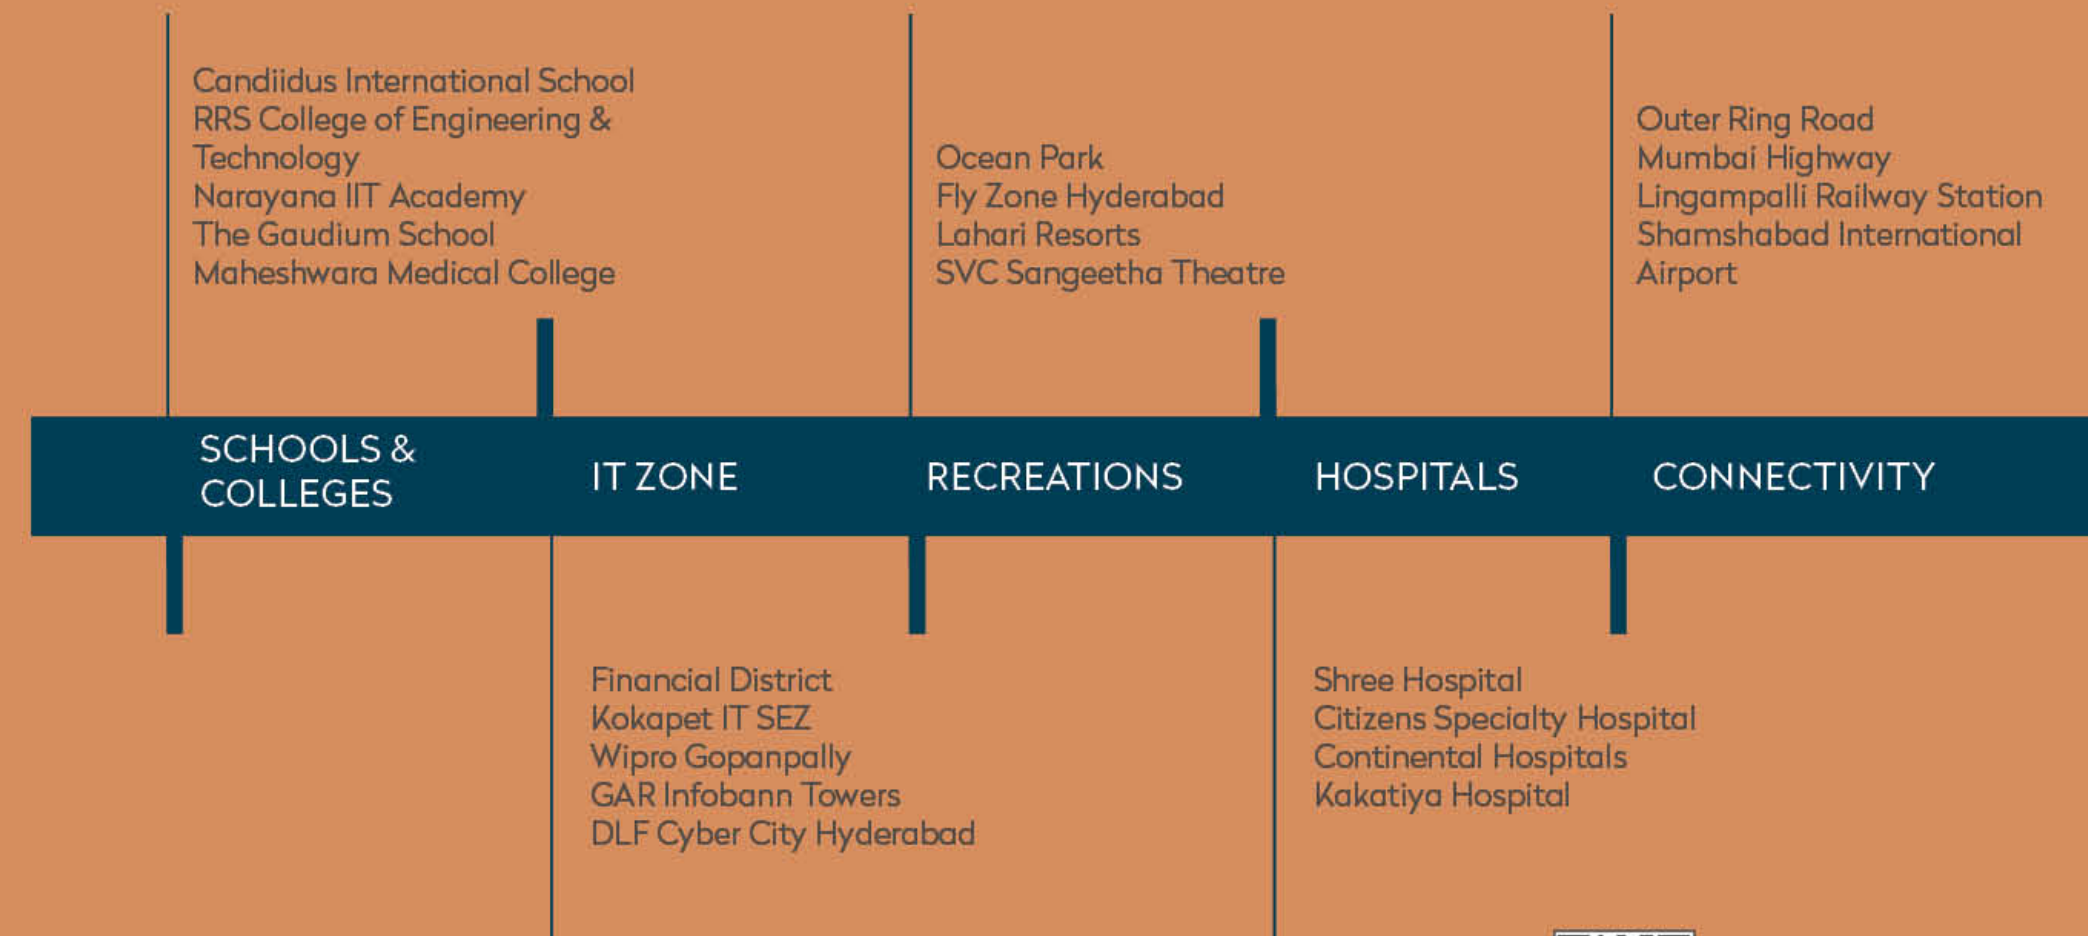 Candiidus International School
RRS College of Engineering &
Technology
Narayana IIT Academy
The Gaudium School
Maheshwara Medical College
Ocean Park
Fly Zone Hyderabad
Lahari Resorts
SVC Sangeetha Theatre
Outer Ring Road
Mumbai Highway
Lingampalli Railway Station
Shamshabad International
Airport
SCHOOLS &
COLLEGES
IT ZONE
RECREATIONS
HOSPITALS
CONNECTIVITY
Financial District
Kokapet IT SEZ
Wipro Gopanpally
GAR Infobann Towers
DLF Cyber City Hyderabad
Shree Hospital
Citizens Specialty Hospital
Continental Hospitals
Kakatiya Hospital